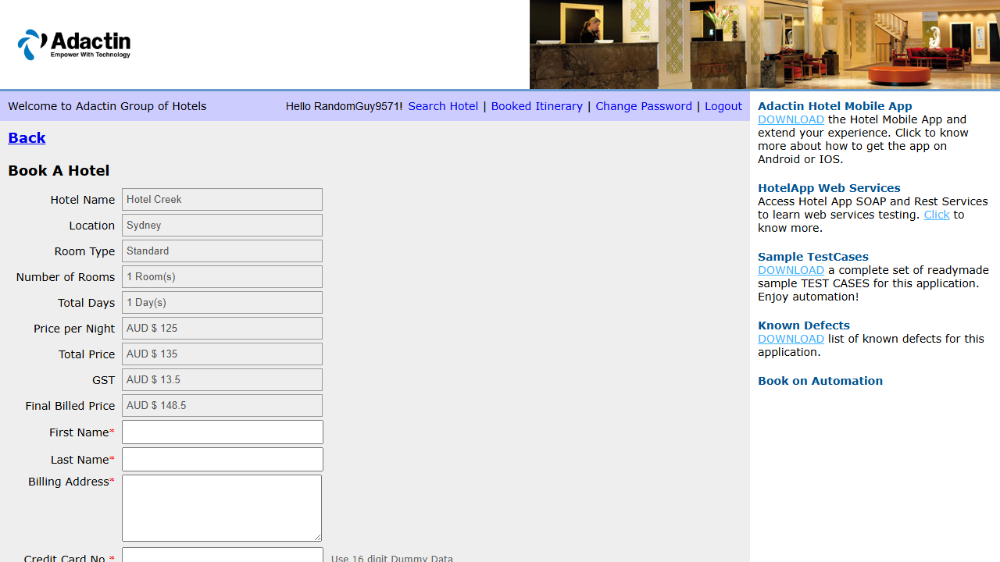 Adactin
Empower With Technology
Welcome to Adactin Group of Hotels
Hello RandomGuy9571! Search Hotel | Booked Itinerary | Change Password | Logout
Back
Book A Hotel
Hotel Name Hotel Creek
Location Sydney
Room Type Standard
Number of Rooms 1 Room(s)
Total Days 1 Day(s)
Price per Night AUD $ 125
Total Price AUD $ 135
GST AUD $ 13.5
Final Billed Price AUD $ 148.5
First Name*
Last Name*
Billing Address*
Credit Card No.* Use 16 digit Dummy Data
Adactin Hotel Mobile App
DOWNLOAD the Hotel Mobile App and
extend your experience. Click to know
more about how to get the app on
Android or IOS.
HotelApp Web Services
Access Hotel App SOAP and Rest Services
to learn web services testing. Click to
know more.
Sample TestCases
DOWNLOAD a complete set of readymade
sample TEST CASES for this application.
Enjoy automation!
Known Defects
DOWNLOAD list of known defects for this
application.
Book on Automation